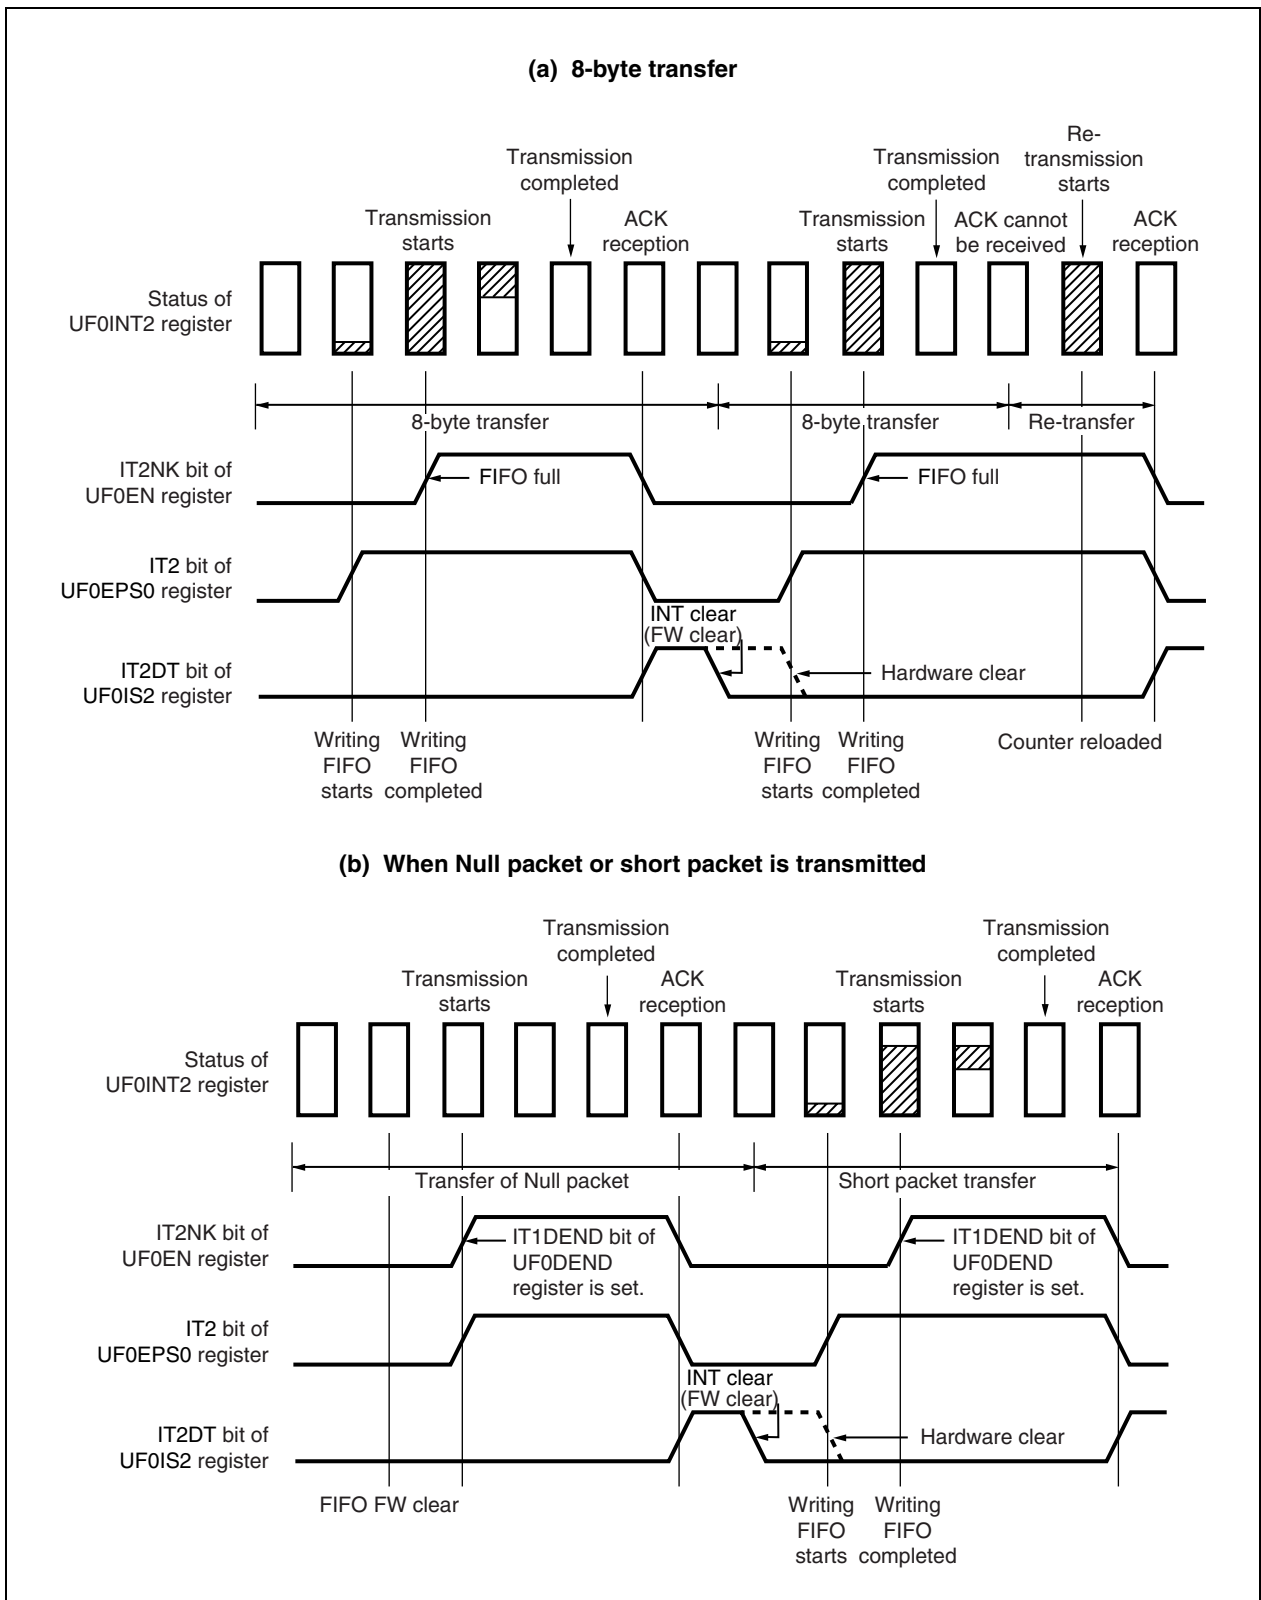 (a) 8-byte transfer
Re-
transmission
starts
Transmission
completed
Transmission
completed
Transmission
starts
ACK
reception
Transmission
starts
ACK cannot
be received
ACK
reception
Status of
UF0INT2 register
8-byte transfer
8-byte transfer
Re-transfer
IT2NK bit of
UF0EN register
FIFO full
FIFO full
IT2 bit of
UF0EPS0 register
INT clear
(FW clear)
IT2DT bit of
UF0IS2 register
Hardware clear
Writing
FIFO
starts
Writing
FIFO
completed
Writing
FIFO
starts
Writing
FIFO
completed
Counter reloaded
(b) When Null packet or short packet is transmitted
Transmission
completed
Transmission
completed
Transmission
starts
ACK
reception
Transmission
starts
ACK
reception
Status of
UF0INT2 register
Transfer of Null packet
Short packet transfer
IT2NK bit of
UF0EN register
IT1DEND bit of
UF0DEND
register is set.
IT1DEND bit of
UF0DEND
register is set.
IT2 bit of
UF0EPS0 register
INT clear
(FW clear)
IT2DT bit of
UF0IS2 register
Hardware clear
FIFO FW clear
Writing
FIFO
starts
Writing
FIFO
completed